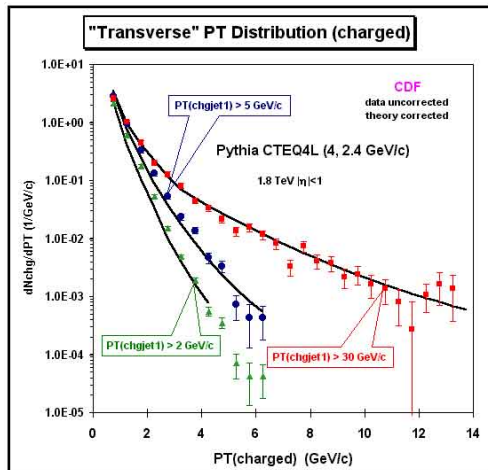 "Transverse" PT Distribution (charged)
1.0E+01
1.0E+00
1.0E-01
1.0E-02
1.0E-03
1.0E-04
1.0E-05
dNchg/dPT (1/GeV/c)
CDF
data uncorrected
theory corrected
PT(chgjet1) > 5 GeV/c
Pythia CTEQ4L (4, 2.4 GeV/c)
1.8 TeV |η|<1
PT(chgjet1) > 2 GeV/c
PT(chgjet1) > 30 GeV/c
0 2 4 6 8 10 12 14
PT(charged) (GeV/c)